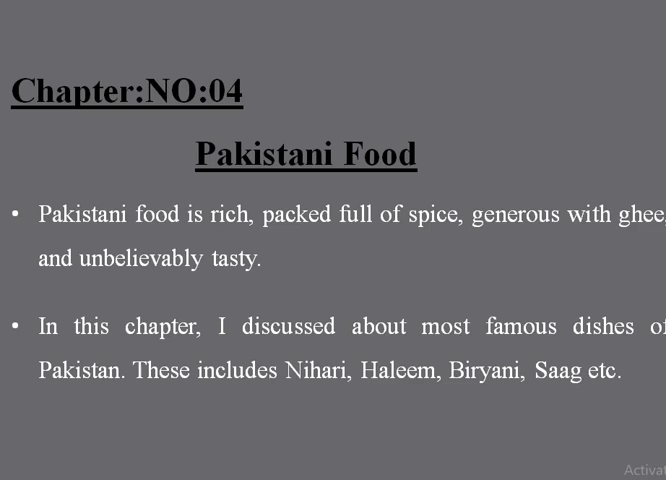 Chapter:NO:04
Pakistani Food
• Pakistani food is rich, packed full of spice, generous with ghee,
and unbelievably tasty.
• In this chapter, I discussed about most famous dishes of
Pakistan. These includes Nihari, Haleem, Biryani, Saag etc.